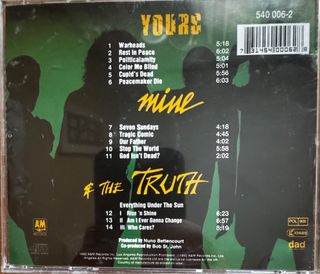 YOURS
540 006-2
1 Warheads 5:18
2 Rest in Peace 6:02
3 Politicalamity 5:04
4 Color Me Blind 5:01
5 Cupid's Dead 5:56
6 Peacemaker Die 6:03
mine
7 Seven Sundays 4:18
8 Tragic Comic 4:45
9 Our Father 4:02
10 Stop The World 5:58
11 God Isn't Dead? 2:02
& THE TRUTH
Everything Under The Sun
12 I Rise 'n Shine 6:23
13 II Am I Ever Gonna Change 6:57
14 III Who Cares? 8:19
A&M
Produced by Nuno Bettencourt
Co-produced by Bob St. John
POL 900
dad